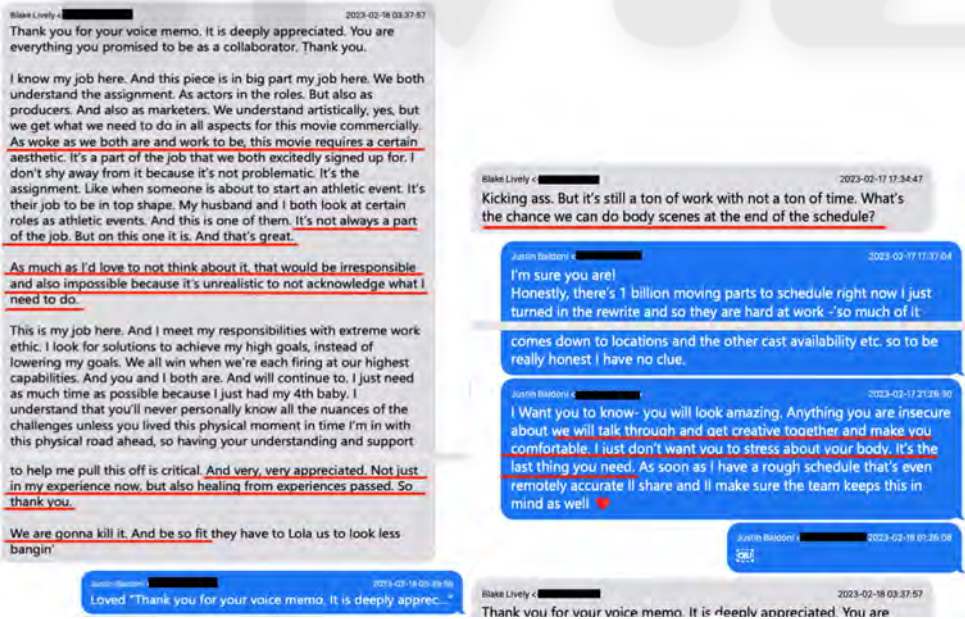 Blake Lively <
2023-02-18 03:37:57
Thank you for your voice memo. It is deeply appreciated. You are
everything you promised to be as a collaborator. Thank you.
I know my job here. And this piece is in big part my job here. We both
understand the assignment. As actors in the roles. But also as
producers. And also as marketers. We understand artistically, yes, but
we get what we need to do in all aspects for this movie commercially.
As woke as we both are and work to be, this movie requires a certain
aesthetic. It's a part of the job that we both excitedly signed up for. I
don't shy away from it because it's not problematic. It's the
assignment. Like when someone is about to start an athletic event. It's
their job to be in top shape. My husband and I both look at certain
roles as athletic events. And this is one of them. It's not always a part
of the job. But on this one it is. And that's great.
As much as I'd love to not think about it, that would be irresponsible
and also impossible because it's unrealistic to not acknowledge what I
need to do.
This is my job here. And I meet my responsibilities with extreme work
ethic. I look for solutions to achieve my high goals, instead of
lowering my goals. We all win when we're each firing at our highest
capabilities. And you and I both are. And will continue to. I just need
as much time as possible because I just had my 4th baby. I
understand that you'll never personally know all the nuances of the
challenges unless you lived this physical moment in time I'm in with
this physical road ahead, so having your understanding and support
to help me pull this off is critical. And very, very appreciated. Not just
in my experience now, but also healing from experiences passed. So
thank you.
We are gonna kill it. And be so fit they have to Lola us to look less
bangin'
Justin Baldoni <
Loved "Thank you for your voice memo. It is deeply apprec..."
Blake Lively <
2023-02-17 17:34:47
Kicking ass. But it's still a ton of work with not a ton of time. What's
the chance we can do body scenes at the end of the schedule?
Justin Baldoni <
2023-02-17 17:37:04
I'm sure you are!
Honestly, there's 1 billion moving parts to schedule right now I just
turned in the rewrite and so they are hard at work -'so much of it
comes down to locations and the other cast availability etc. so to be
really honest I have no clue.
Justin Baldoni <
2023-02-17 21:26:30
I Want you to know- you will look amazing. Anything you are insecure
about we will talk through and get creative together and make you
comfortable. I just don't want you to stress about your body. It's the
last thing you need. As soon as I have a rough schedule that's even
remotely accurate Il share and Il make sure the team keeps this in
mind as well
Justin Baldoni <
2023-02-18 01:26:08
OBJ
Blake Lively <
2023-02-18 03:37:57
Thank you for your voice memo. It is deeply appreciated. You are